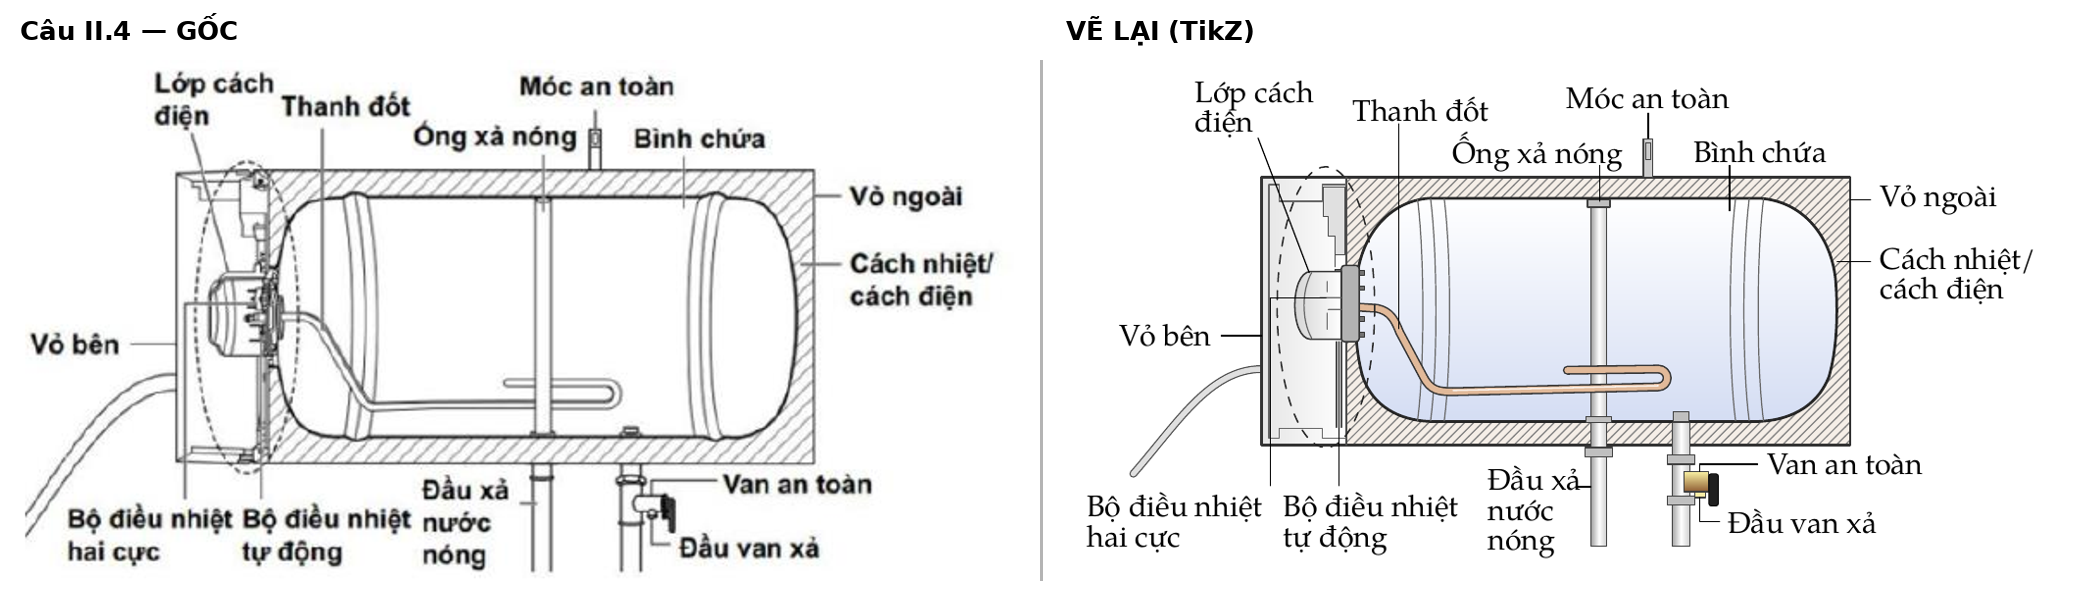 Câu II.4 — GỐC
Lớp cách
điện
Thanh đốt
Móc an toàn
Ống xả nóng
Bình chứa
Vỏ ngoài
Cách nhiệt/
cách điện
Vỏ bên
Bộ điều nhiệt
hai cực
Bộ điều nhiệt
tự động
Đầu xả
nước
nóng
Van an toàn
Đầu van xả
VẼ LẠI (TikZ)
Lớp cách
điện
Thanh đốt
Móc an toàn
Ống xả nóng
Bình chứa
Vỏ ngoài
Cách nhiệt/
cách điện
Vỏ bên
Bộ điều nhiệt
hai cực
Bộ điều nhiệt
tự động
Đầu xả
nước
nóng
Van an toàn
Đầu van xả